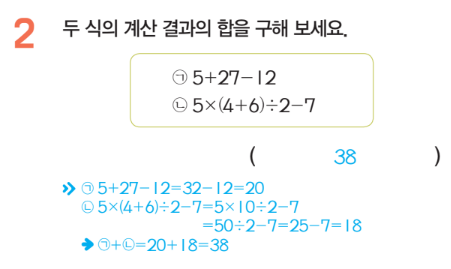 2 두 식의 계산 결과의 합을 구해 보세요.
㉠ 5+27-12
㉡ 5×(4+6)÷2-7
( 38 )
» ㉠ 5+27-12=32-12=20
㉡ 5×(4+6)÷2-7=5×10÷2-7
=50÷2-7=25-7=18
➔ ㉠+㉡=20+18=38